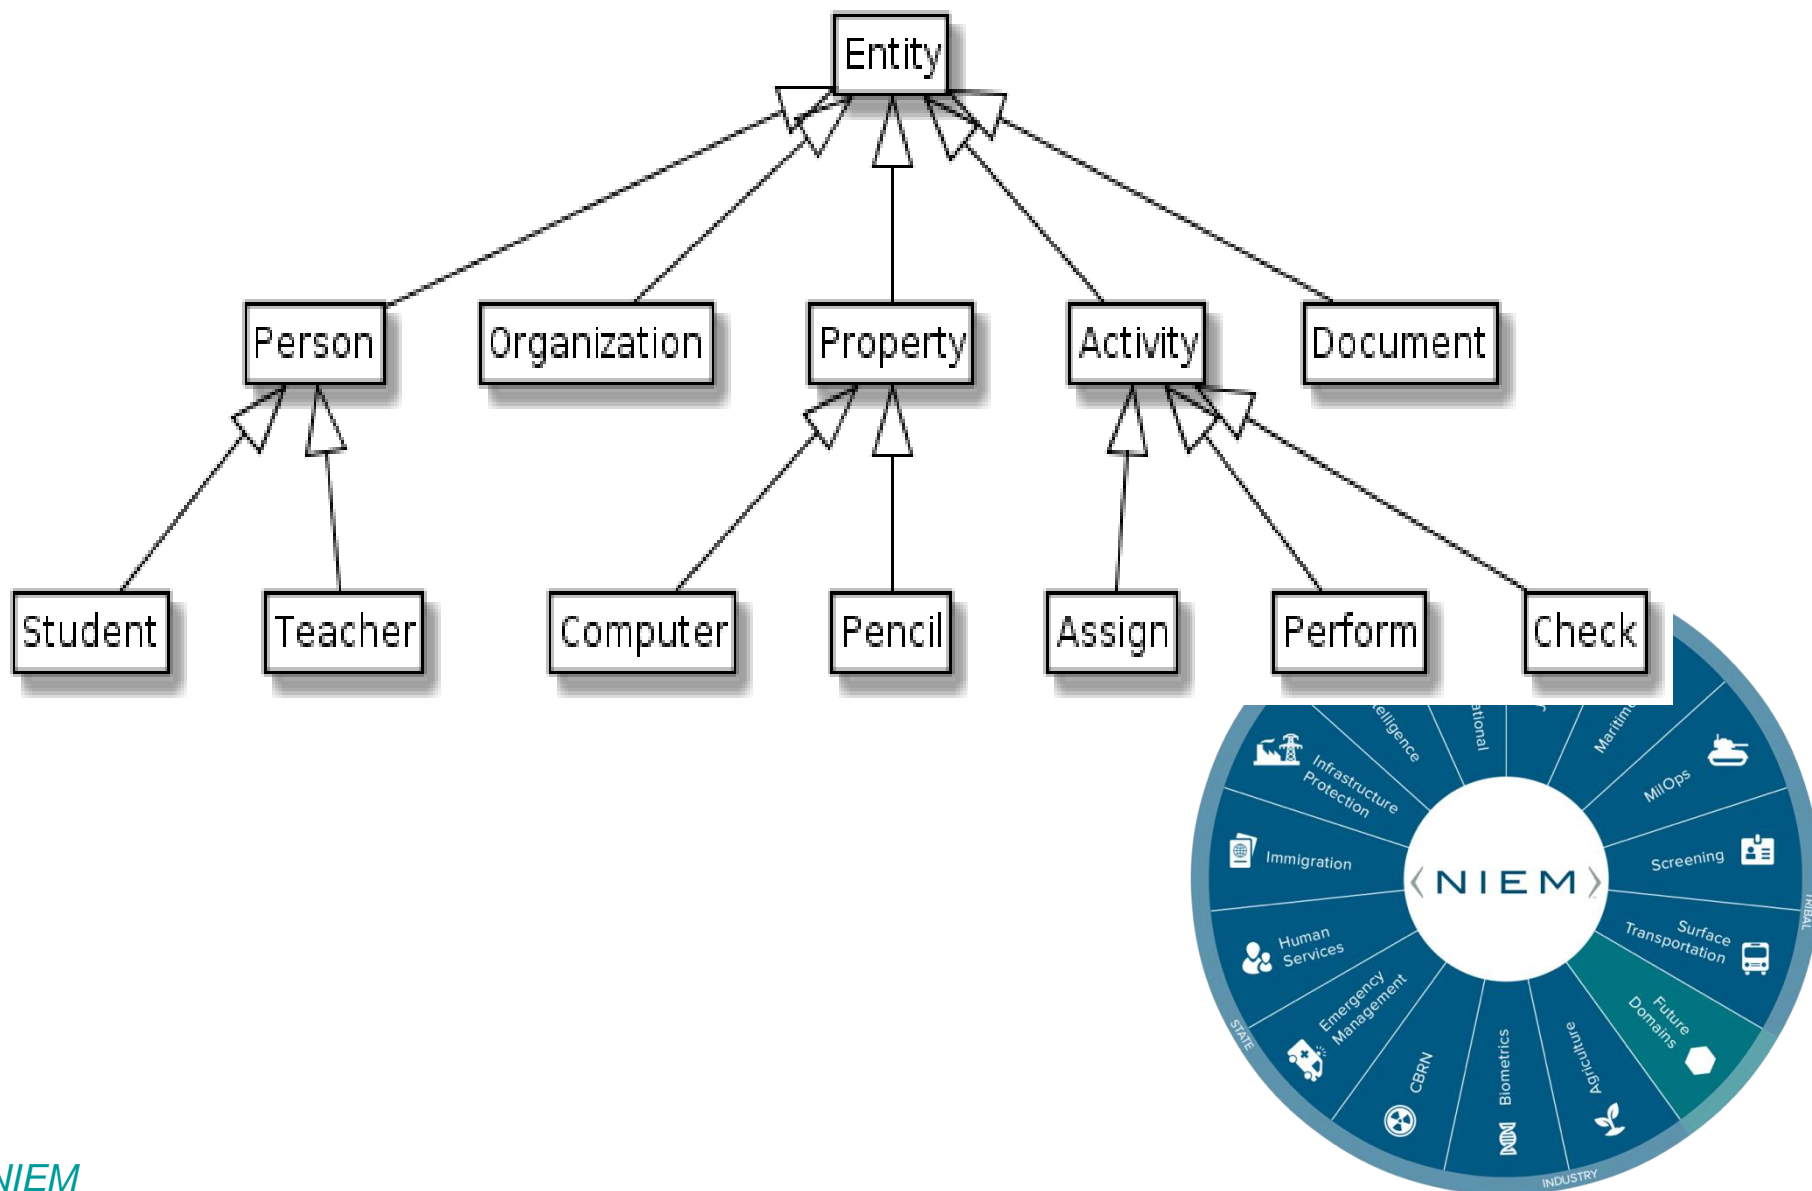 Entity
Person
Organization
Property
Activity
Document
Student
Teacher
Computer
Pencil
Assign
Perform
Check
Maritime
MilOps
Infrastructure
Protection
Immigration
Screening
NIEM
Human
Services
Surface
Transportation
TRIBAL
Emergency
Management
Future
Domains
CBRN
Biometrics
Agriculture
STATE
INDUSTRY
NIEM